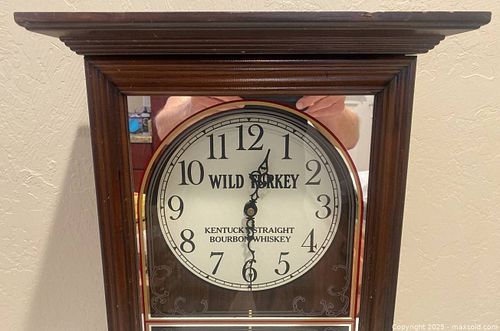 12
11 1
10 2
WILD TURKEY
9 3
KENTUCKY STRAIGHT
BOURBON WHISKEY
8 4
7 5
6
Copyright 2025 - maxsold.com